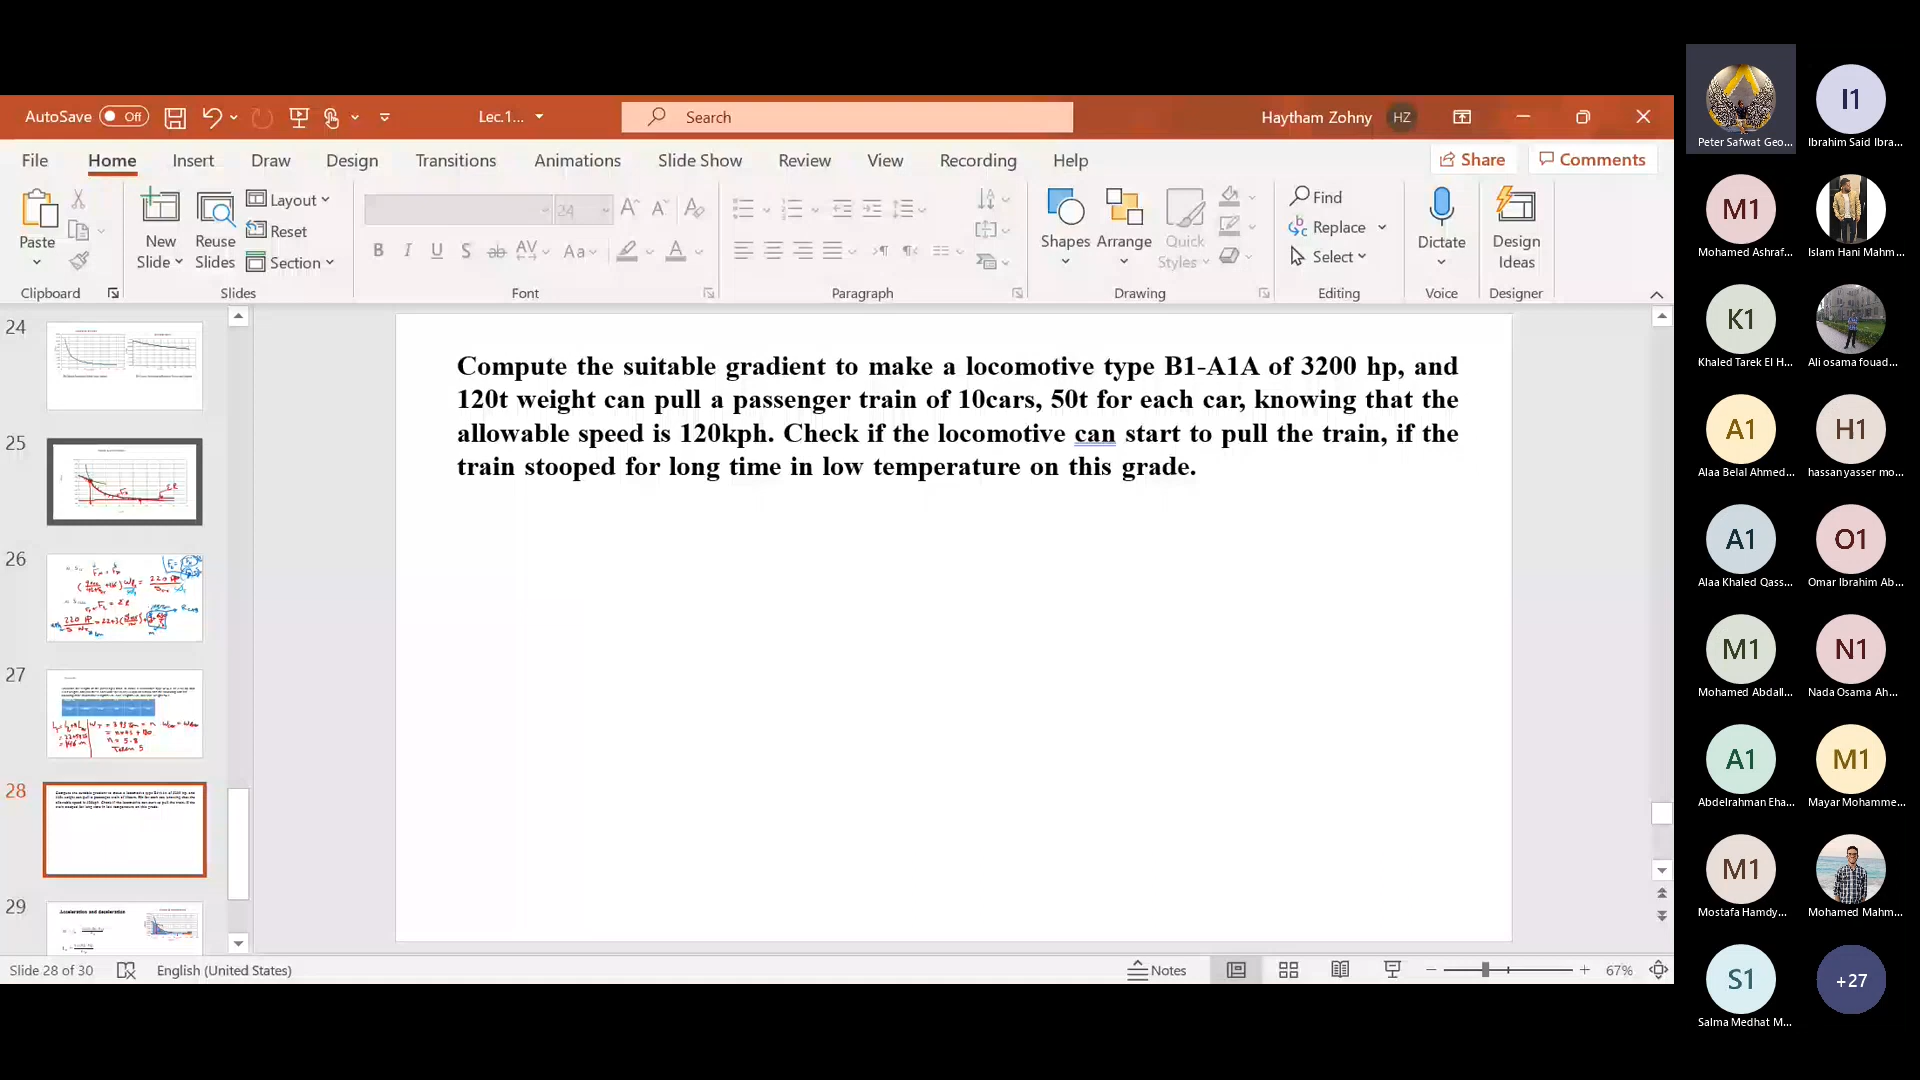 AutoSave Off Lec.1... Search Haytham Zohny HZ
File Home Insert Draw Design Transitions Animations Slide Show Review View Recording Help Share Comments
Paste
New Slide
Reuse Slides
Layout
Reset
Section
24
Aa
Shapes
Arrange
Quick Styles
Find
Replace
Select
Dictate
Design Ideas
Clipboard Slides Font Paragraph Drawing Editing Voice Designer
24
25
26
27
28
29
Acceleration and deceleration
Compute the suitable gradient to make a locomotive type B1-A1A of 3200 hp, and
120t weight can pull a passenger train of 10cars, 50t for each car, knowing that the
allowable speed is 120kph. Check if the locomotive can start to pull the train, if the
train stooped for long time in low temperature on this grade.
Slide 28 of 30 English (United States) Notes 67%
Peter Safwat Geo...
I1
Ibrahim Said Ibra...
M1
Mohamed Ashraf...
Islam Hani Mahm...
K1
Khaled Tarek El H...
Ali osama fouad...
A1
Alaa Belal Ahmed...
H1
hassan yasser mo...
A1
Alaa Khaled Qass...
O1
Omar Ibrahim Ab...
M1
Mohamed Abdall...
N1
Nada Osama Ah...
A1
Abdelrahman Eha...
M1
Mayar Mohamme...
M1
Mostafa Hamdy...
Mohamed Mahm...
S1
Salma Medhat M...
+27